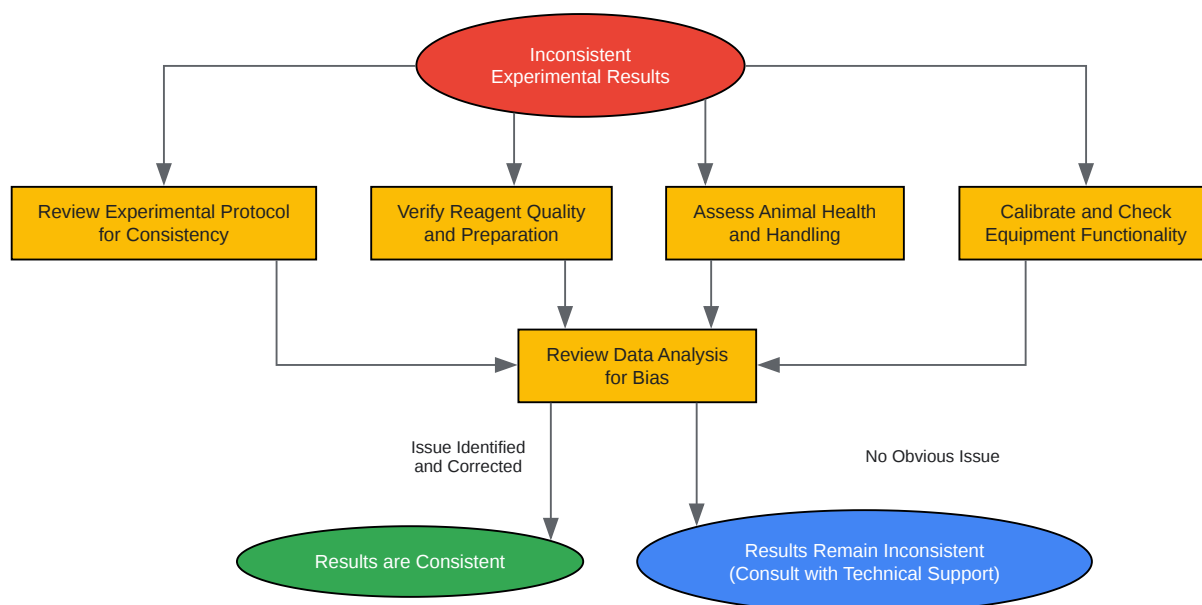 Inconsistent
Experimental Results
Review Experimental Protocol
for Consistency
Verify Reagent Quality
and Preparation
Assess Animal Health
and Handling
Calibrate and Check
Equipment Functionality
Review Data Analysis
for Bias
Issue Identified
and Corrected
No Obvious Issue
Results are Consistent
Results Remain Inconsistent
(Consult with Technical Support)